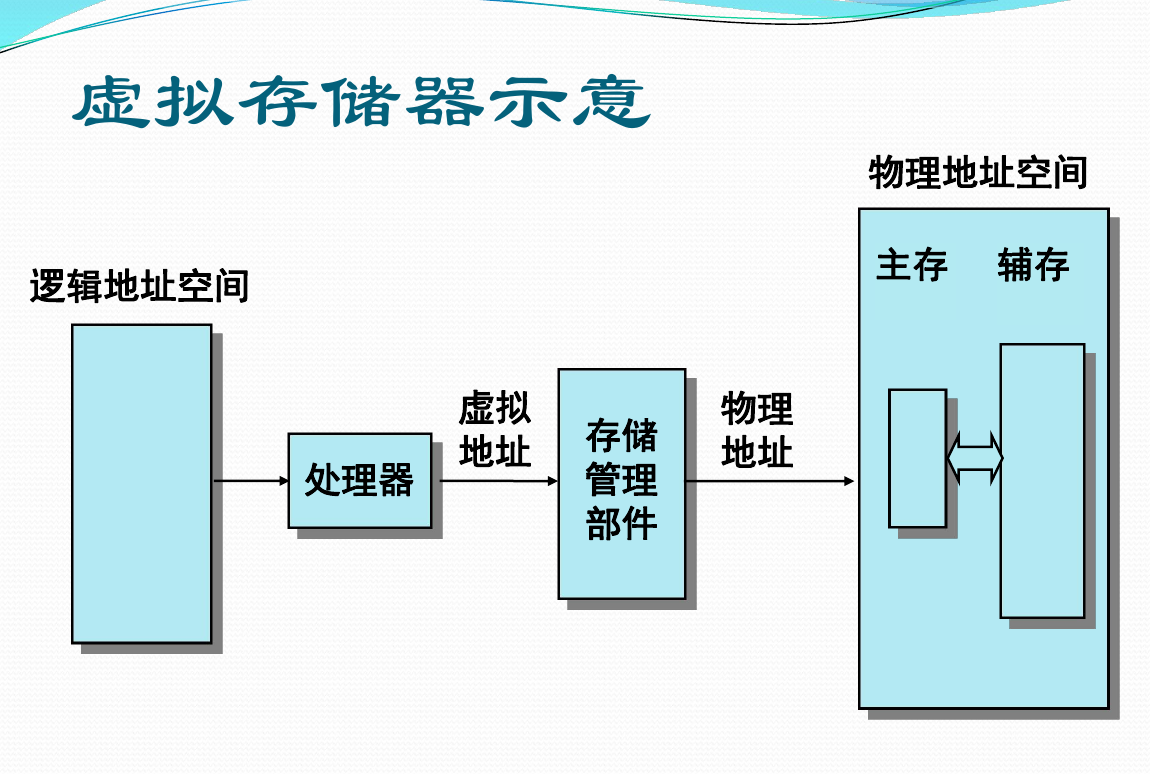 虚拟存储器示意
物理地址空间
主存
辅存
逻辑地址空间
处理器
虚拟
地址
存储
管理
部件
物理
地址